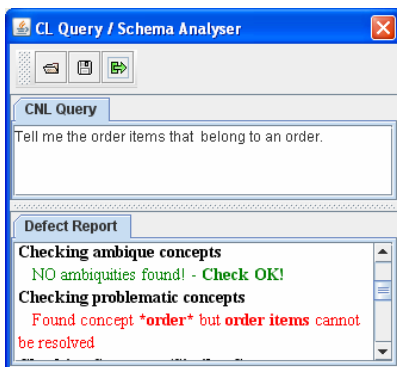 CL Query / Schema Analyser
CNL Query
Tell me the order items that belong to an order.
Defect Report
Checking ambique concepts
NO ambiquities found! - Check OK!
Checking problematic concepts
Found concept *order* but order items cannot
be resolved